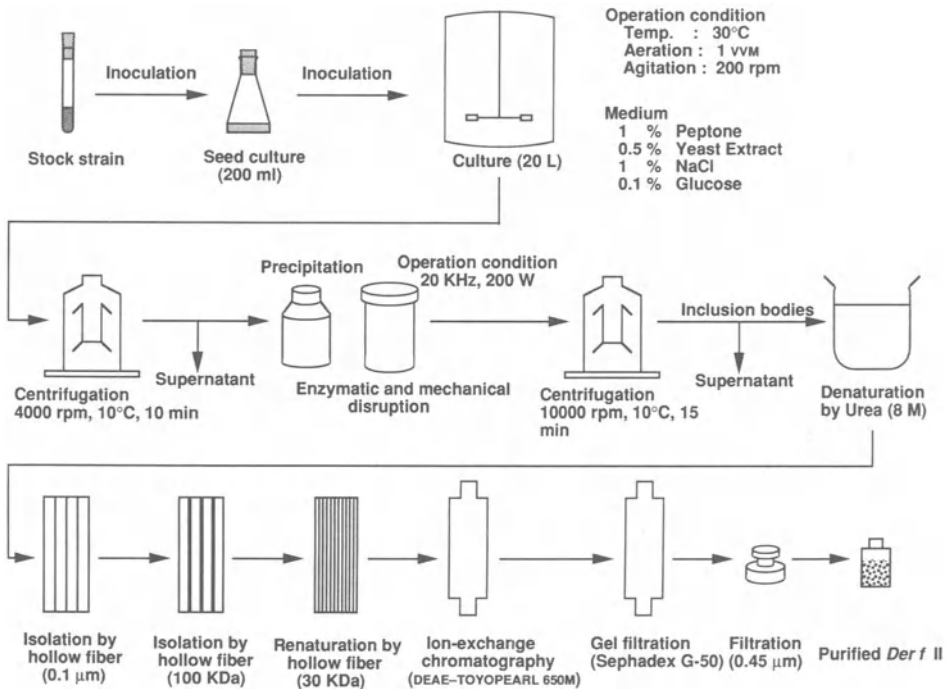 Operation condition
Temp. : 30°C
Aeration : 1 VVM
Agitation : 200 rpm
Inoculation
Inoculation
Medium
1 % Peptone
0.5 % Yeast Extract
1 % NaCl
0.1 % Glucose
Stock strain
Seed culture
(200 ml)
Culture (20 L)
Precipitation
Operation condition
20 KHz, 200 W
Inclusion bodies
Supernatant
Supernatant
Centrifugation
4000 rpm, 10°C, 10 min
Enzymatic and mechanical
disruption
Centrifugation
10000 rpm, 10°C, 15
min
Denaturation
by Urea (8 M)
Isolation by
hollow fiber
(0.1 μm)
Isolation by
hollow fiber
(100 KDa)
Renaturation by
hollow fiber
(30 KDa)
Ion-exchange
chromatography
(DEAE–TOYOPEARL 650M)
Gel filtration
(Sephadex G-50)
Filtration
(0.45 μm)
Purified Der f II